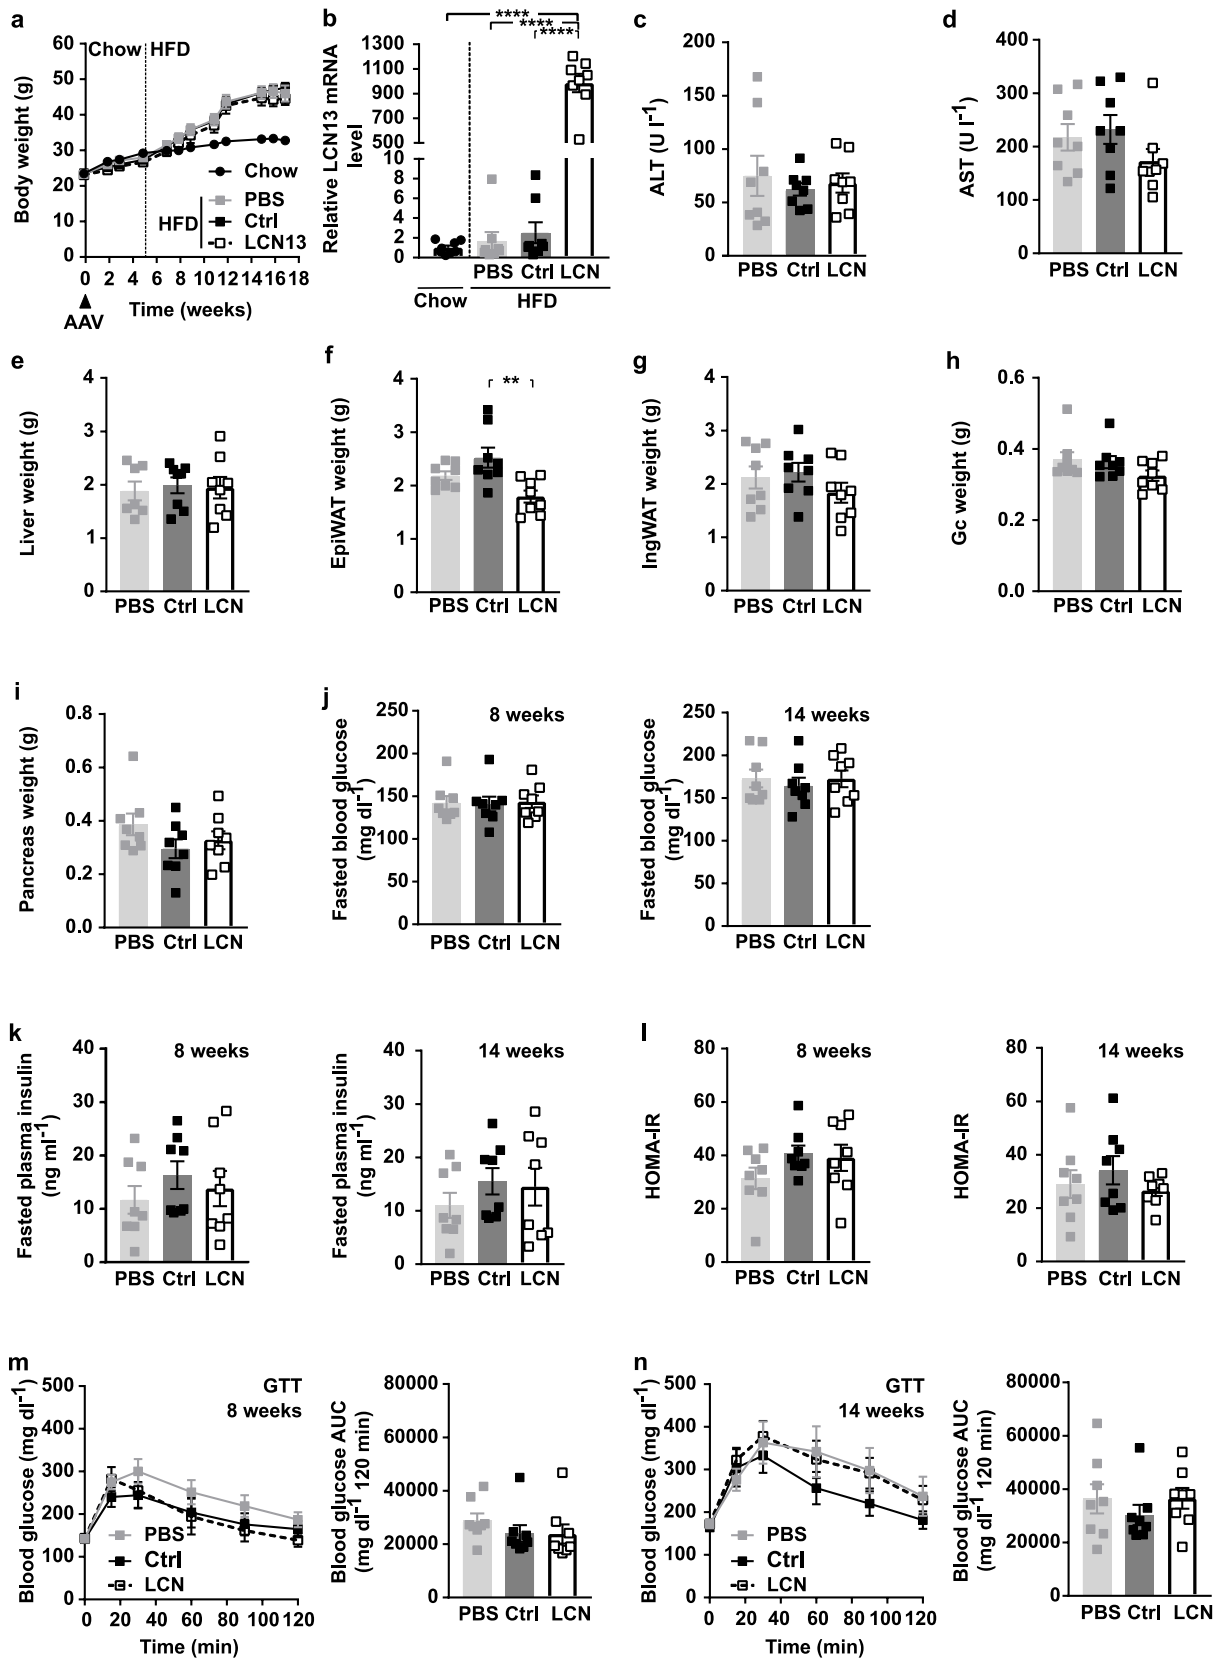 a
Chow HFD
Body weight (g)
60
50
40
30
20
10
0
0 2 4 6 8 10 12 14 16 18
AAV
Time (weeks)
Chow
HFD
PBS
Ctrl
LCN13
b
****
****
****
Relative LCN13 mRNA
level
1300
1100
900
700
500
10
8
6
4
2
0
PBS Ctrl LCN
Chow HFD
c
ALT (U l⁻¹)
200
150
100
50
0
PBS Ctrl LCN
d
AST (U l⁻¹)
400
300
200
100
0
PBS Ctrl LCN
e
Liver weight (g)
4
3
2
1
0
PBS Ctrl LCN
f
**
EpiWAT weight (g)
4
3
2
1
0
PBS Ctrl LCN
g
IngWAT weight (g)
4
3
2
1
0
PBS Ctrl LCN
h
Gc weight (g)
0.6
0.4
0.2
0.0
PBS Ctrl LCN
i
Pancreas weight (g)
0.8
0.6
0.4
0.2
0.0
PBS Ctrl LCN
j
8 weeks
Fasted blood glucose
(mg dl⁻¹)
250
200
150
100
50
0
PBS Ctrl LCN
14 weeks
Fasted blood glucose
(mg dl⁻¹)
250
200
150
100
50
0
PBS Ctrl LCN
k
8 weeks
Fasted plasma insulin
(ng ml⁻¹)
40
30
20
10
0
PBS Ctrl LCN
14 weeks
Fasted plasma insulin
(ng ml⁻¹)
40
30
20
10
0
PBS Ctrl LCN
l
8 weeks
HOMA-IR
80
60
40
20
0
PBS Ctrl LCN
14 weeks
HOMA-IR
80
60
40
20
0
PBS Ctrl LCN
m
GTT
8 weeks
Blood glucose (mg dl⁻¹)
500
400
300
200
100
0
PBS
Ctrl
LCN
0 20 40 60 80 100 120
Time (min)
Blood glucose AUC
(mg dl⁻¹ 120 min)
80000
60000
40000
20000
0
PBS Ctrl LCN
n
GTT
14 weeks
Blood glucose (mg dl⁻¹)
500
400
300
200
100
0
PBS
Ctrl
LCN
0 20 40 60 80 100 120
Time (min)
Blood glucose AUC
(mg dl⁻¹ 120 min)
80000
60000
40000
20000
0
PBS Ctrl LCN